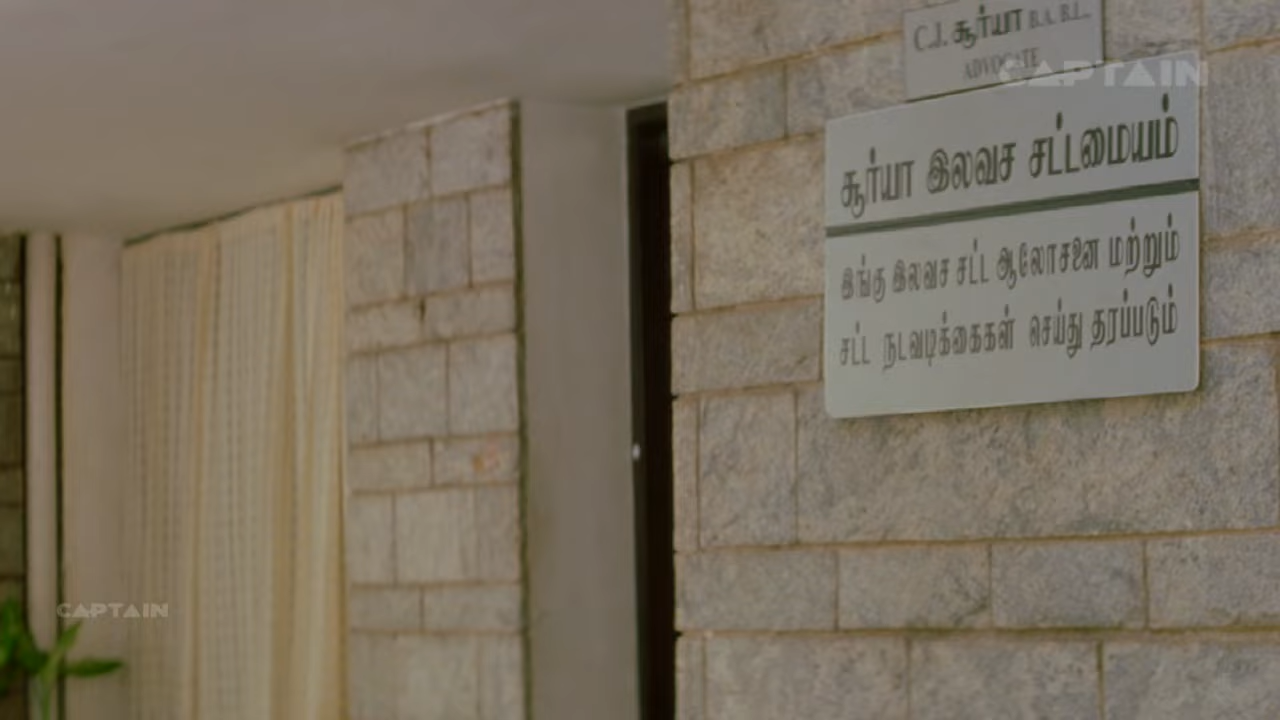 C.J. சூர்யா B.A. B.L.
ADVOCATE
CAPTAIN
சூர்யா இலவச சட்டமையம்
இங்கு இலவச சட்ட ஆலோசனை மற்றும்
சட்ட நடவடிக்கைகள் செய்து தரப்படும்
CAPTAIN